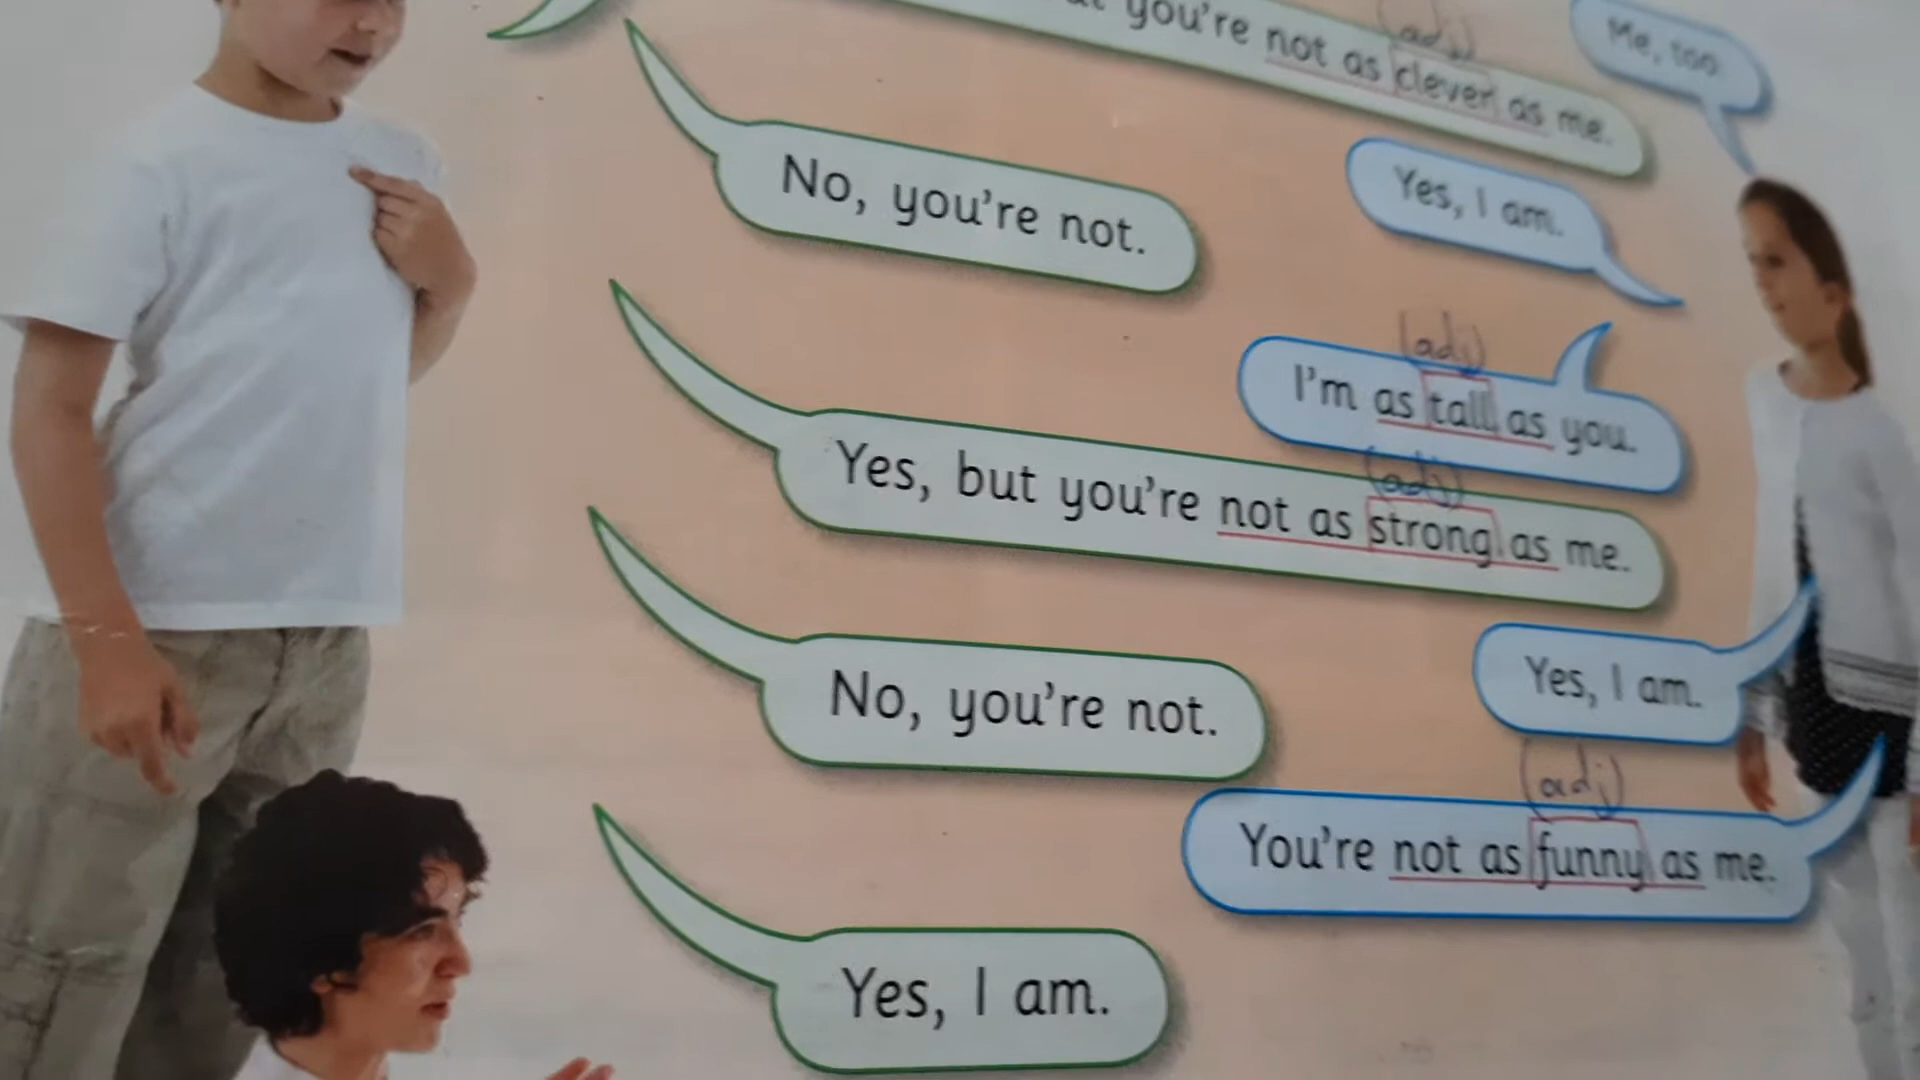 you're not as clever as me.
(adj)
Me, too.
No, you're not.
Yes, I am.
(adj)
I'm as tall as you.
(adj)
Yes, but you're not as strong as me.
No, you're not.
Yes, I am.
(adj)
You're not as funny as me.
Yes, I am.